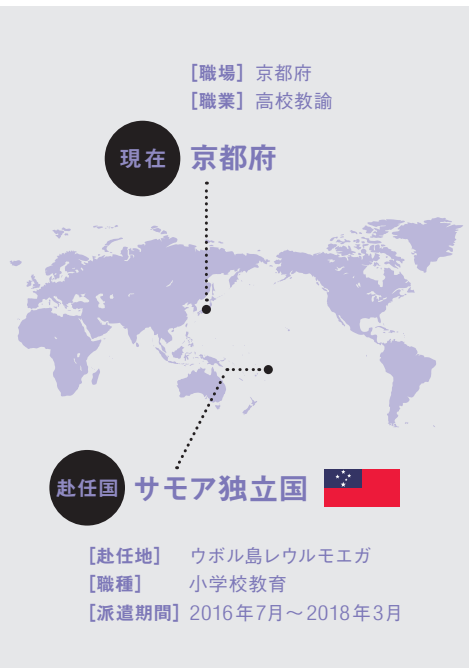 [職場] 京都府
[職業] 高校教諭
現在 京都府
赴任国 サモア独立国
[赴任地] ウポル島レウルモエガ
[職種] 小学校教育
[派遣期間] 2016年7月〜2018年3月